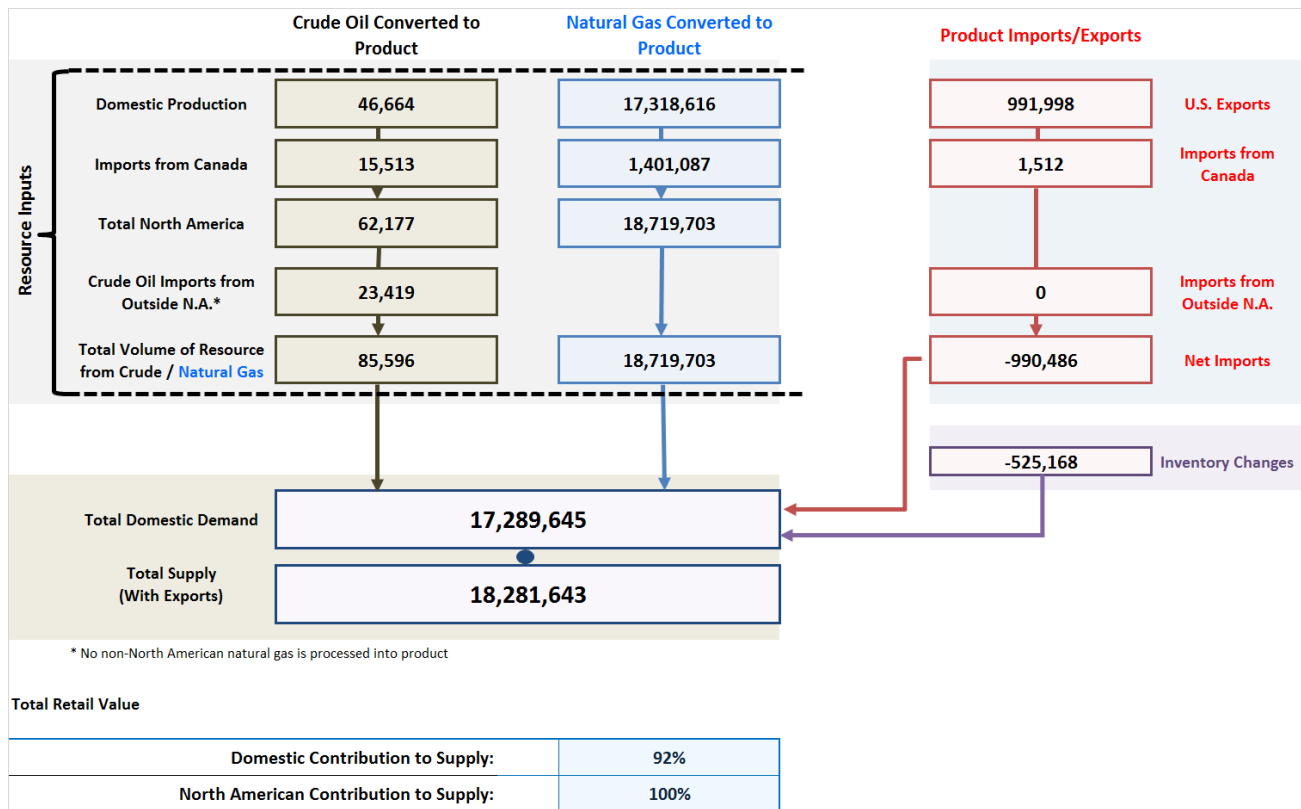 Crude Oil Converted to
Product
Natural Gas Converted to
Product
Product Imports/Exports
Resource Inputs
Domestic Production
46,664
17,318,616
991,998
U.S. Exports
Imports from Canada
15,513
1,401,087
1,512
Imports from
Canada
Total North America
62,177
18,719,703
Crude Oil Imports from
Outside N.A.*
23,419
0
Imports from
Outside N.A.
Total Volume of Resource
from Crude / Natural Gas
85,596
18,719,703
-990,486
Net Imports
-525,168
Inventory Changes
Total Domestic Demand
17,289,645
Total Supply
(With Exports)
18,281,643
* No non-North American natural gas is processed into product
Total Retail Value
Domestic Contribution to Supply:
92%
North American Contribution to Supply:
100%